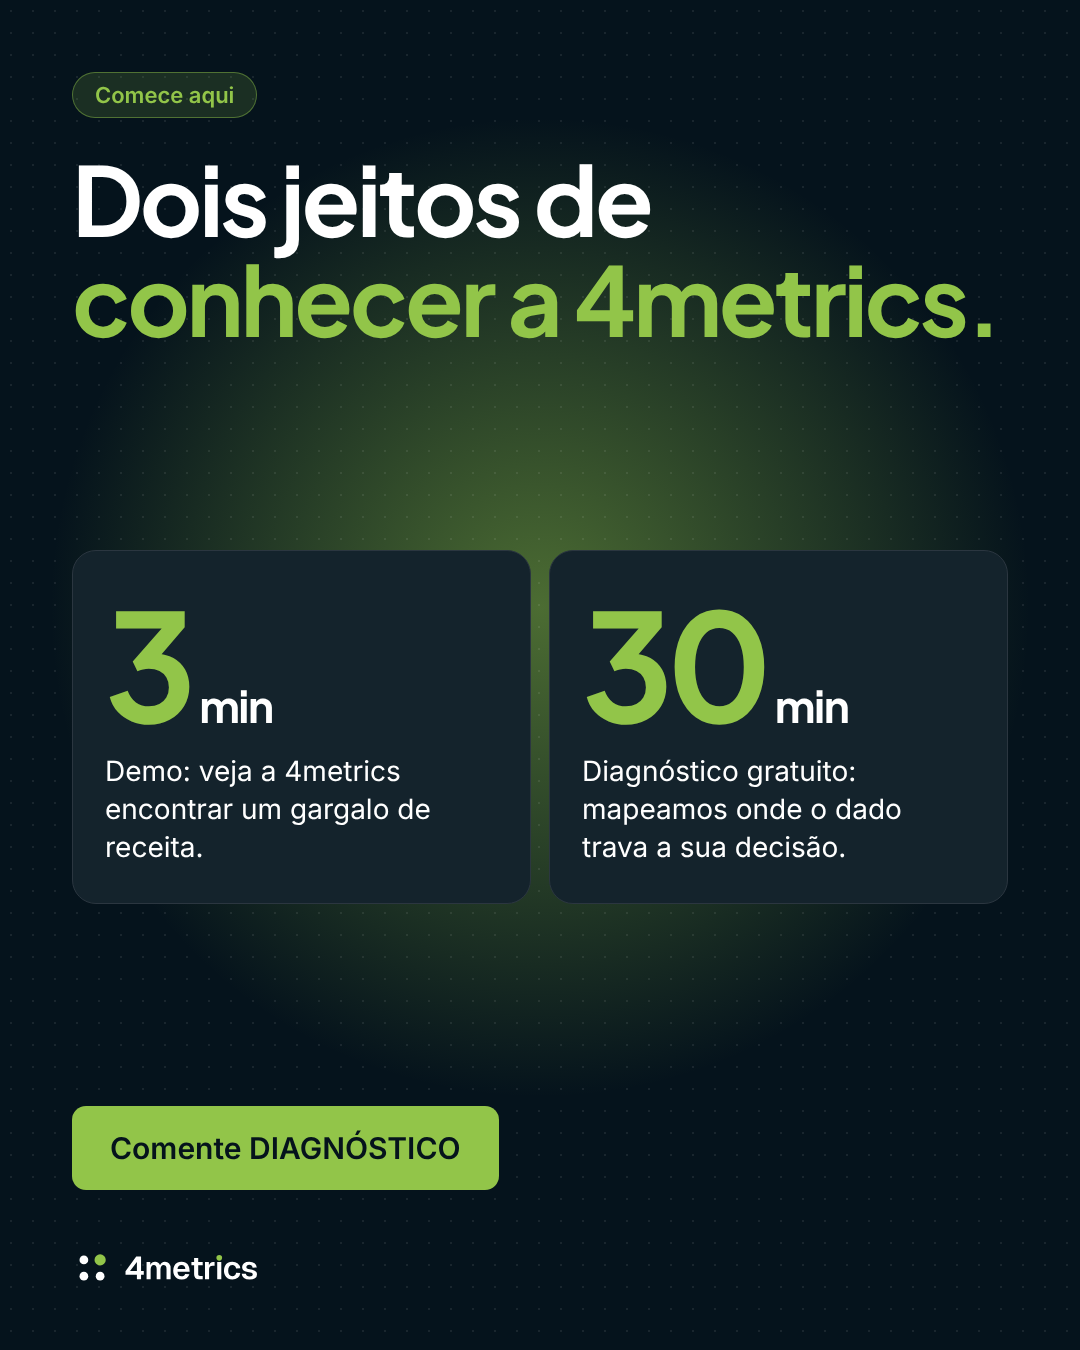 Comece aqui
Dois jeitos de
conhecer a 4metrics.
3 min
Demo: veja a 4metrics
encontrar um gargalo de
receita.
30 min
Diagnóstico gratuito:
mapeamos onde o dado
trava a sua decisão.
Comente DIAGNÓSTICO
4metrics